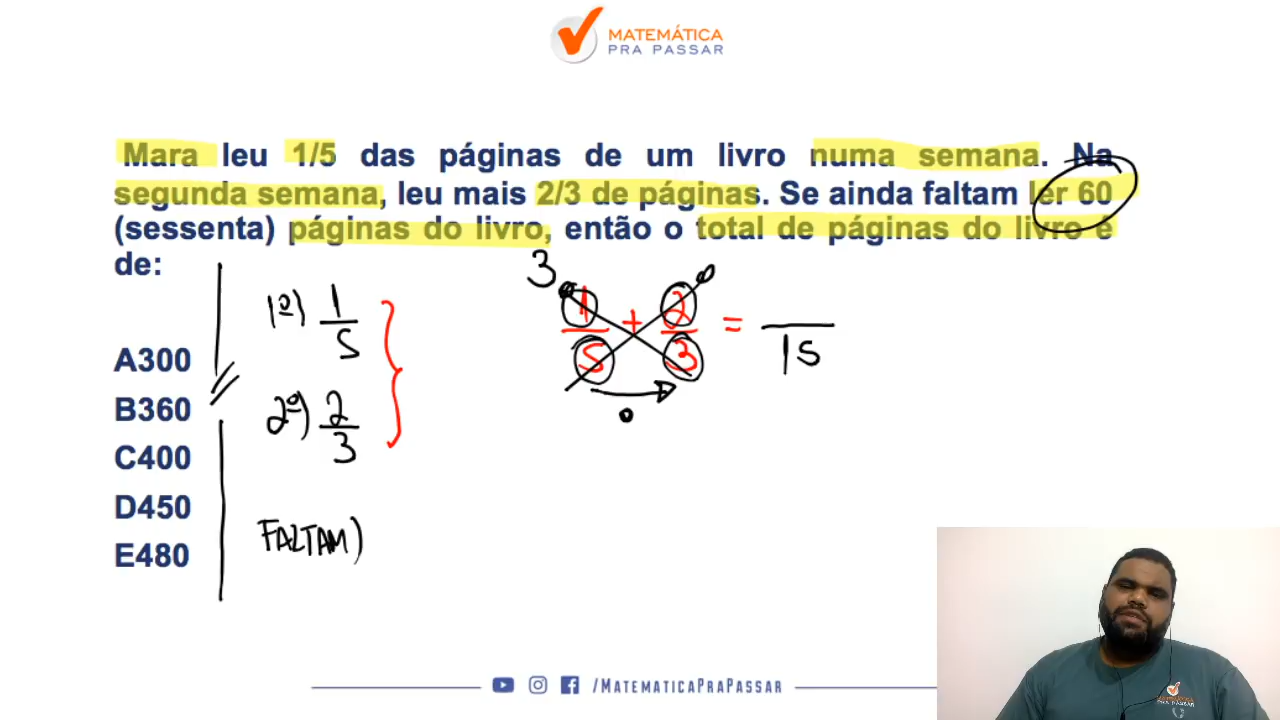 MATEMÁTICA
PRA PASSAR
Mara leu 1/5 das páginas de um livro numa semana. Na
segunda semana, leu mais 2/3 de páginas. Se ainda faltam ler 60
(sessenta) páginas do livro, então o total de páginas do livro é
de:
A300
B360
C400
D450
E480
1º) 1/5
2º) 2/3
FALTAM)
3
1/5 + 2/3 = /15
/MATEMATICAPRAPASSAR
MATEMÁTICA
PRA PASSAR